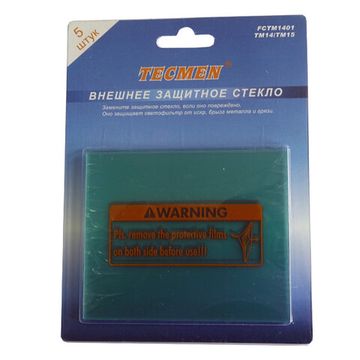 5
штук
TECMEN
FCTM1401
TM14/TM15
ВНЕШНЕЕ ЗАЩИТНОЕ СТЕКЛО
Замените защитное стекло, если оно повреждено.
Оно защищает светофильтр от искр, брызг металла и грязи.
WARNING
Pls. remove the protective films
on both side before use!!!